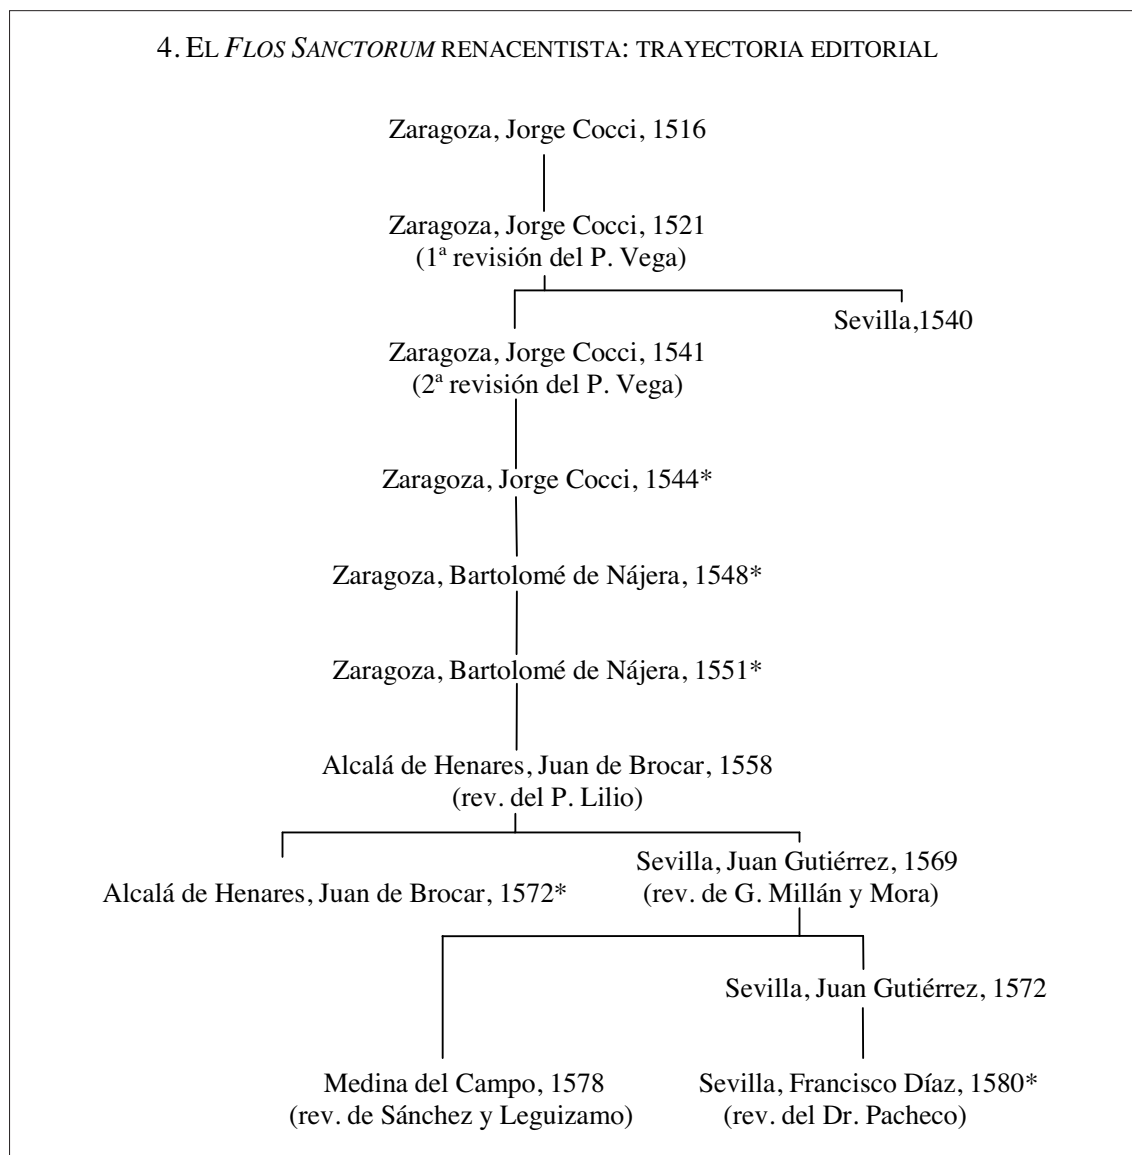 4. EL FLOS SANCTORUM RENACENTISTA: TRAYECTORIA EDITORIAL
Zaragoza, Jorge Cocci, 1516
Zaragoza, Jorge Cocci, 1521
(1ª revisión del P. Vega)
Sevilla,1540
Zaragoza, Jorge Cocci, 1541
(2ª revisión del P. Vega)
Zaragoza, Jorge Cocci, 1544*
Zaragoza, Bartolomé de Nájera, 1548*
Zaragoza, Bartolomé de Nájera, 1551*
Alcalá de Henares, Juan de Brocar, 1558
(rev. del P. Lilio)
Sevilla, Juan Gutiérrez, 1569
(rev. de G. Millán y Mora)
Alcalá de Henares, Juan de Brocar, 1572*
Sevilla, Juan Gutiérrez, 1572
Medina del Campo, 1578
(rev. de Sánchez y Leguizamo)
Sevilla, Francisco Díaz, 1580*
(rev. del Dr. Pacheco)